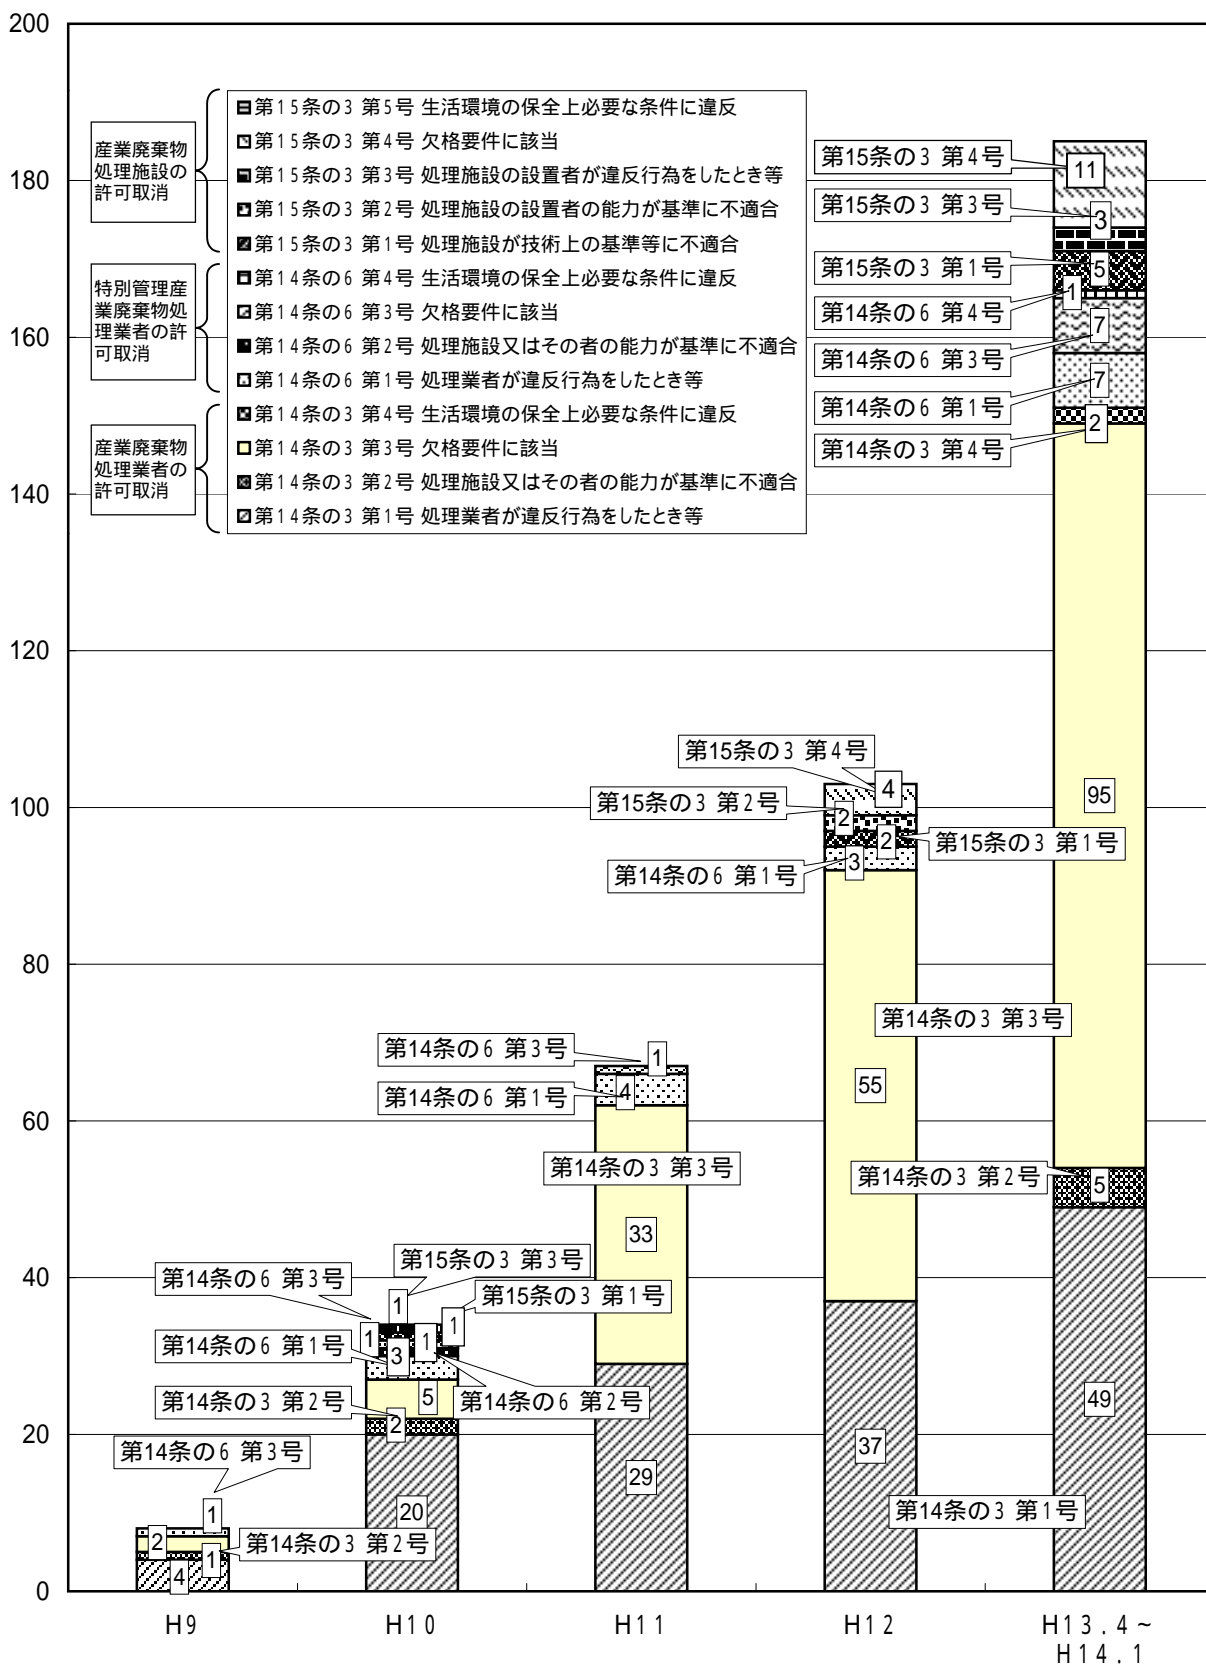 200
180
160
140
120
100
80
60
40
20
0
産業廃棄物
処理施設の
許可取消
第15条の3 第5号 生活環境の保全上必要な条件に違反
第15条の3 第4号 欠格要件に該当
第15条の3 第3号 処理施設の設置者が違反行為をしたとき等
第15条の3 第2号 処理施設の設置者の能力が基準に不適合
第15条の3 第1号 処理施設が技術上の基準等に不適合
特別管理産
業廃棄物処
理業者の許
可取消
第14条の6 第4号 生活環境の保全上必要な条件に違反
第14条の6 第3号 欠格要件に該当
第14条の6 第2号 処理施設又はその者の能力が基準に不適合
第14条の6 第1号 処理業者が違反行為をしたとき等
産業廃棄物
処理業者の
許可取消
第14条の3 第4号 生活環境の保全上必要な条件に違反
第14条の3 第3号 欠格要件に該当
第14条の3 第2号 処理施設又はその者の能力が基準に不適合
第14条の3 第1号 処理業者が違反行為をしたとき等
第14条の6 第3号
1
2
第14条の3 第2号
1
4
第15条の3 第3号
第14条の6 第3号
1
第15条の3 第1号
1
1
1
第14条の6 第1号
3
第14条の6 第2号
第14条の3 第2号
5
2
20
第14条の6 第3号
1
第14条の6 第1号
4
第14条の3 第3号
33
29
第15条の3 第4号
4
第15条の3 第2号
2
2
第15条の3 第1号
第14条の6 第1号
3
55
37
第15条の3 第4号
11
第15条の3 第3号
3
第15条の3 第1号
5
第14条の6 第4号
1
第14条の6 第3号
7
第14条の6 第1号
7
第14条の3 第4号
2
95
第14条の3 第3号
第14条の3 第2号
5
49
第14条の3 第1号
H9
H10
H11
H12
H13.4~
H14.1